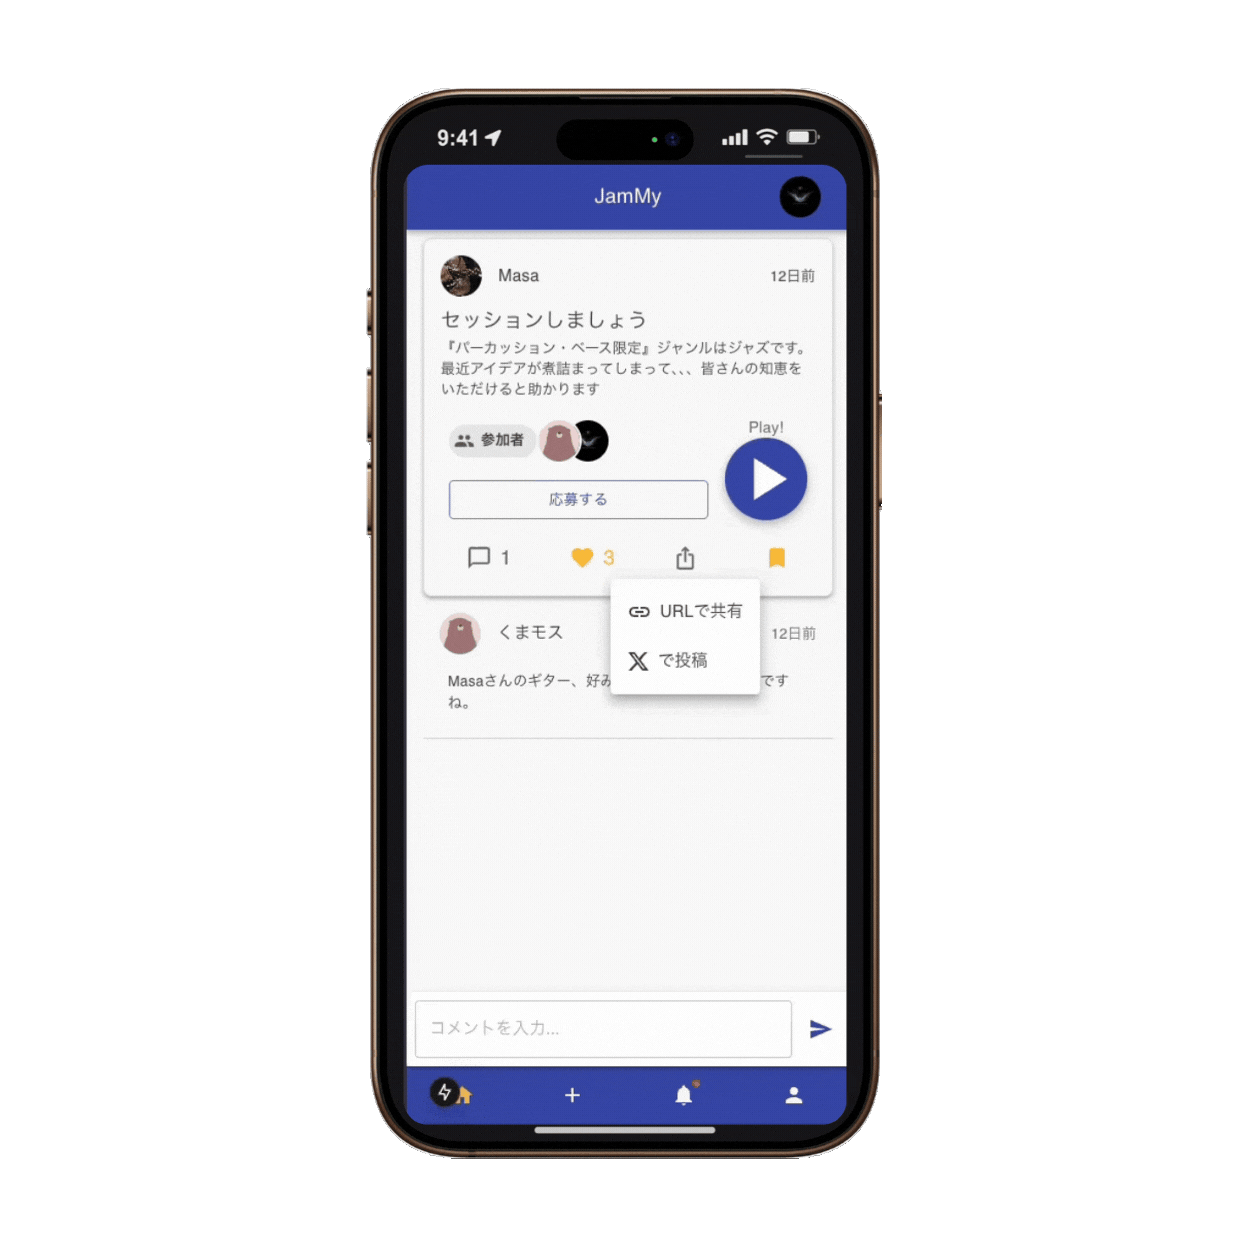 9:41
JamMy
Masa 12日前
セッションしましょう
『パーカッション・ベース限定』ジャンルはジャズです。
最近アイデアが煮詰まってしまって、、、皆さんの知恵を
いただけると助かります
参加者
Play!
応募する
1 3
URLで共有
くまモス 12日前
X で投稿
Masaさんのギター、好み です
ね。
コメントを入力...